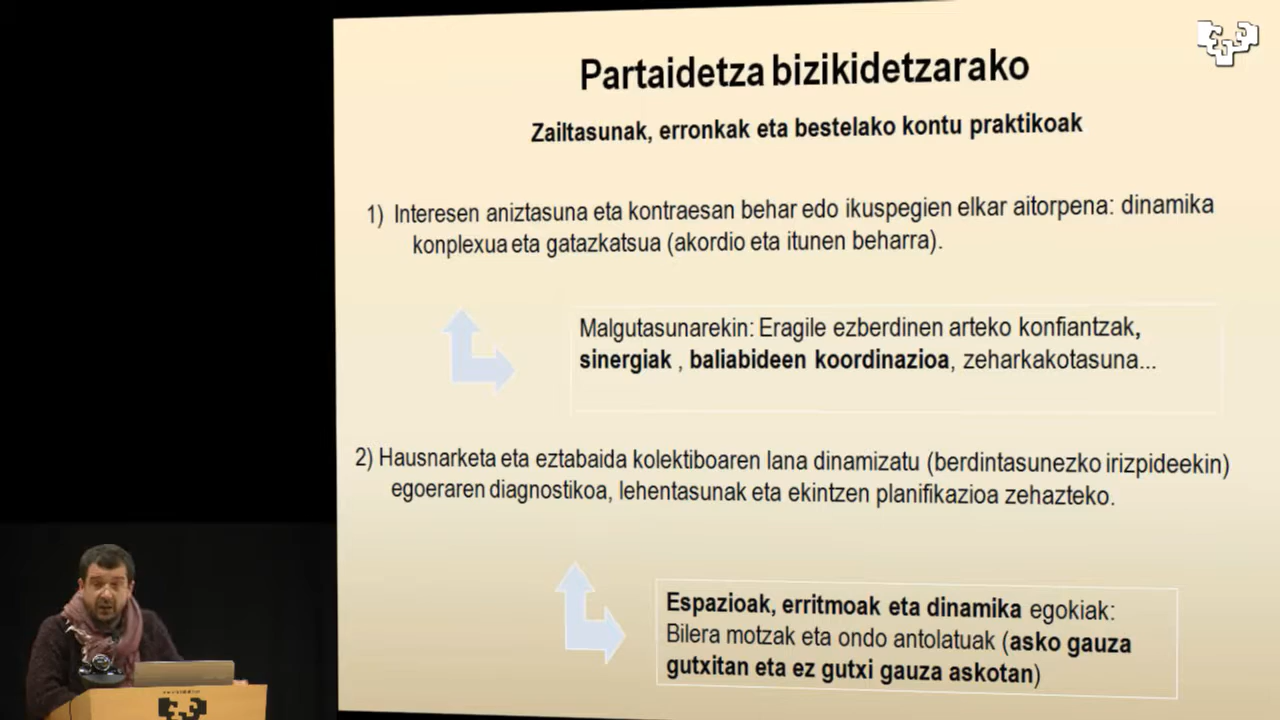 Partaidetza bizikidetzarako
Zailtasunak, erronkak eta bestelako kontu praktikoak
1) Interesen aniztasuna eta kontraesan behar edo ikuspegien elkar aitorpena: dinamika
konplexua eta gatazkatsua (akordio eta itunen beharra).
Malgutasunarekin: Eragile ezberdinen arteko konfiantzak,
sinergiak , baliabideen koordinazioa, zeharkakotasuna...
2) Hausnarketa eta eztabaida kolektiboaren lana dinamizatu (berdintasunezko irizpideekin)
egoeraren diagnostikoa, lehentasunak eta ekintzen planifikazioa zehazteko.
Espazioak, erritmoak eta dinamika egokiak:
Bilera motzak eta ondo antolatuak (asko gauza
gutxitan eta ez gutxi gauza askotan)